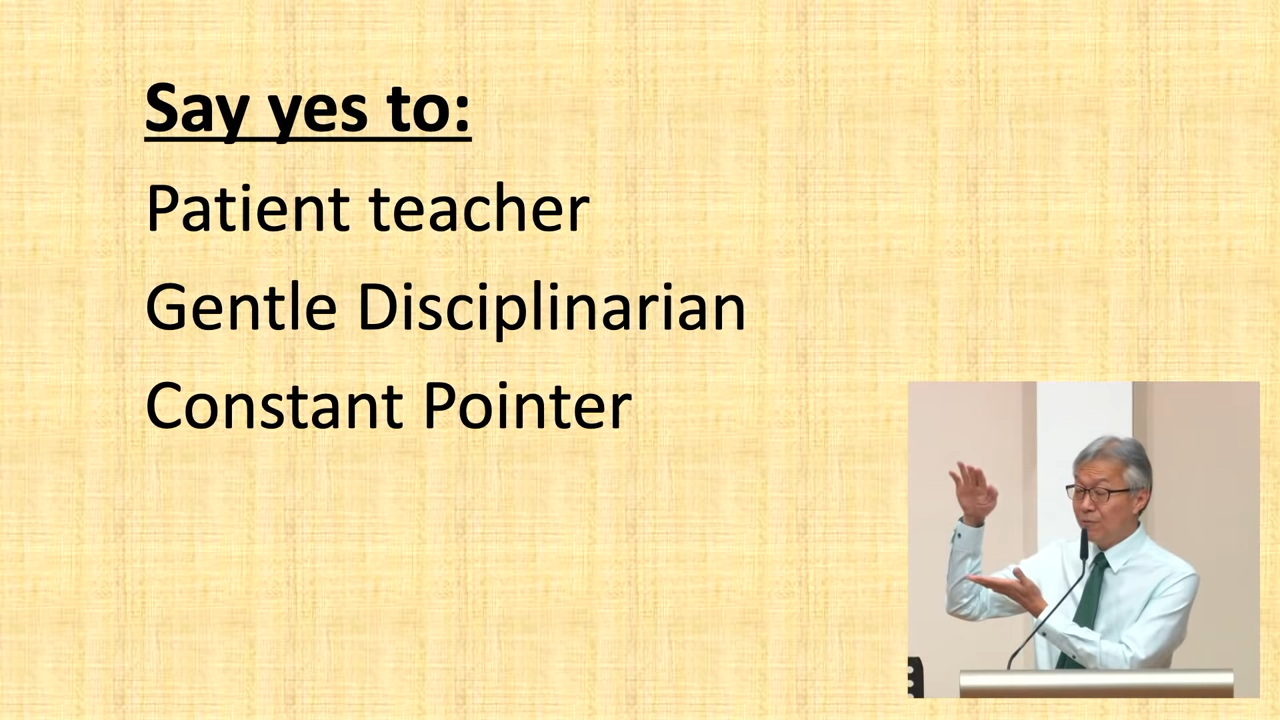 Say yes to:
Patient teacher
Gentle Disciplinarian
Constant Pointer